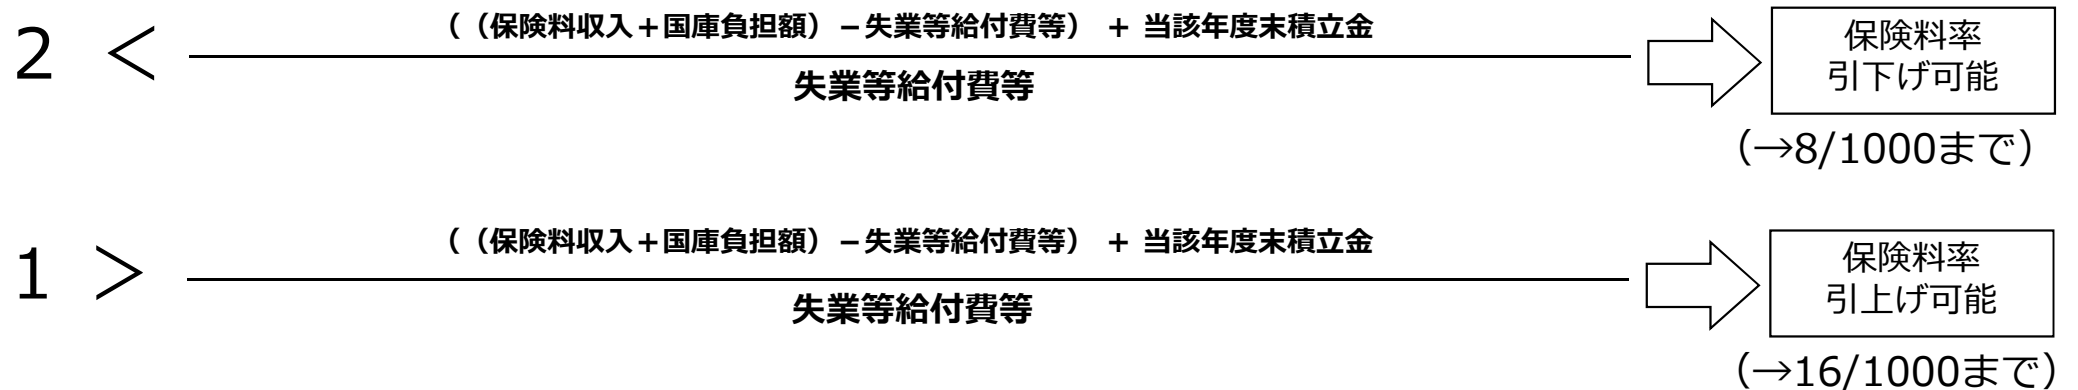 ((保険料収入+国庫負担額)-失業等給付費等) + 当該年度末積立金
2 <
失業等給付費等
保険料率
引下げ可能
(→8/1000まで)
((保険料収入+国庫負担額)-失業等給付費等) + 当該年度末積立金
1 >
失業等給付費等
保険料率
引上げ可能
(→16/1000まで)